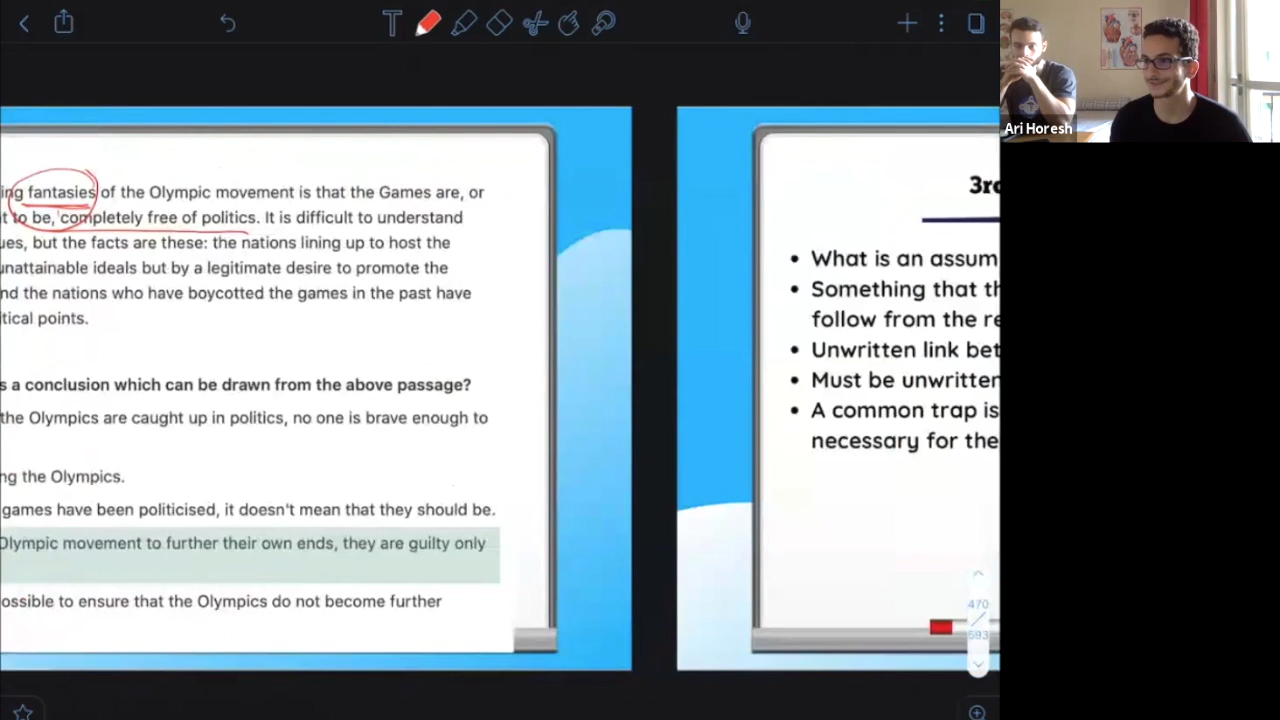 ing fantasies of the Olympic movement is that the Games are, or
t to be, 'completely free of politics. It is difficult to understand
ues, but the facts are these: the nations lining up to host the
unattainable ideals but by a legitimate desire to promote the
nd the nations who have boycotted the games in the past have
itical points.
s a conclusion which can be drawn from the above passage?
the Olympics are caught up in politics, no one is brave enough to
ng the Olympics.
games have been politicised, it doesn't mean that they should be.
Olympic movement to further their own ends, they are guilty only
ossible to ensure that the Olympics do not become further
3rd
What is an assum
Something that th
follow from the re
Unwritten link bet
Must be unwritten
A common trap is
necessary for the
470
593
Ari Horesh